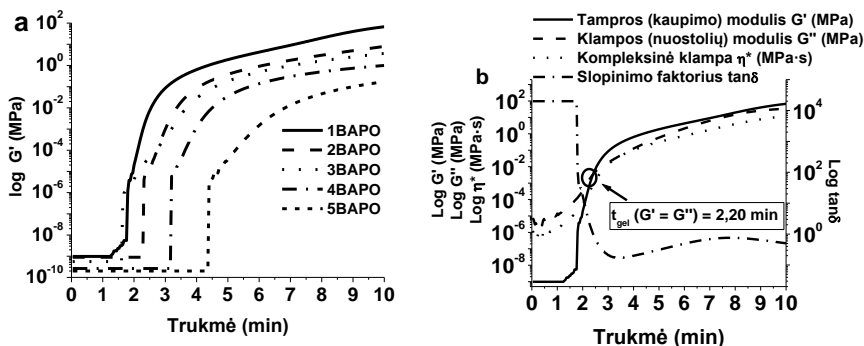 a
log G' (MPa)
10^2
10^0
10^-2
10^-4
10^-6
10^-8
10^-10
1BAPO
2BAPO
3BAPO
4BAPO
5BAPO
0 1 2 3 4 5 6 7 8 9 10
Trukmė (min)
Tampros (kaupimo) modulis G' (MPa)
Klampos (nuostolių) modulis G'' (MPa)
Kompleksinė klampa η* (MPa·s)
Slopinimo faktorius tanδ
b
Log G' (MPa)
Log G'' (MPa)
Log η* (MPa·s)
10^2
10^0
10^-2
10^-4
10^-6
10^-8
t_gel (G' = G'') = 2,20 min
10^4
10^2
10^0
Log tanδ
0 1 2 3 4 5 6 7 8 9 10
Trukmė (min)